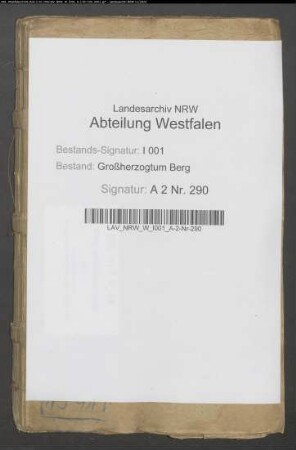 Landesarchiv NRW
Abteilung Westfalen
Bestands-Signatur: I 001
Bestand: Großherzogtum Berg
Signatur: A 2 Nr. 290
LAV_NRW_W_I001_A-2-Nr-290